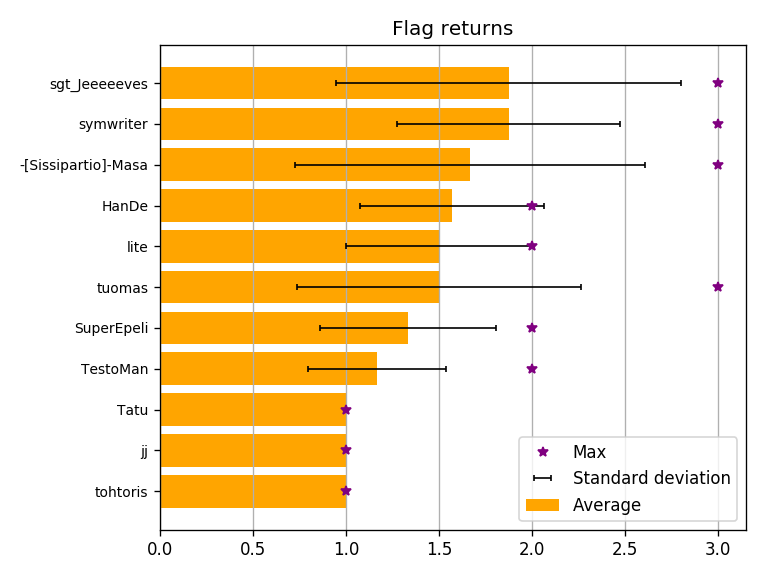 Flag returns
sgt_Jeeeeeves
symwriter
-[Sissipartio]-Masa
HanDe
lite
tuomas
SuperEpeli
TestoMan
Tatu
jj
tohtoris
Max
Standard deviation
Average
0.0 0.5 1.0 1.5 2.0 2.5 3.0